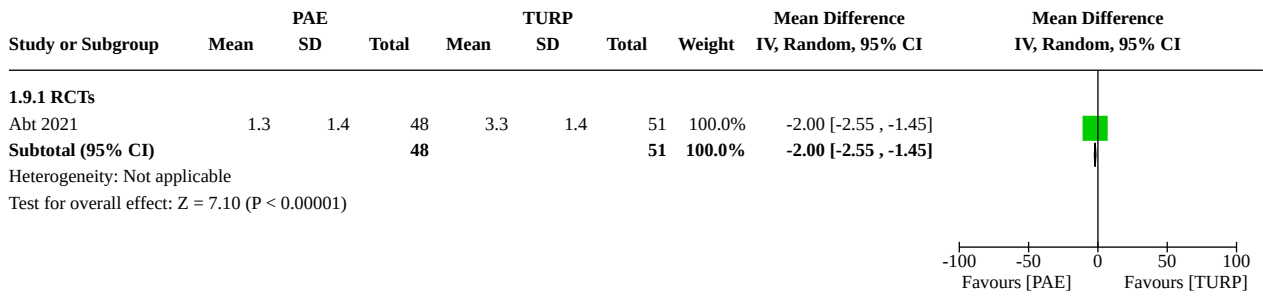 PAE TURP Mean Difference Mean Difference
Study or Subgroup Mean SD Total Mean SD Total Weight IV, Random, 95% CI IV, Random, 95% CI
1.9.1 RCTs
Abt 2021 1.3 1.4 48 3.3 1.4 51 100.0% -2.00 [-2.55 , -1.45]
Subtotal (95% CI) 48 51 100.0% -2.00 [-2.55 , -1.45]
Heterogeneity: Not applicable
Test for overall effect: Z = 7.10 (P < 0.00001)
-100 -50 0 50 100
Favours [PAE] Favours [TURP]